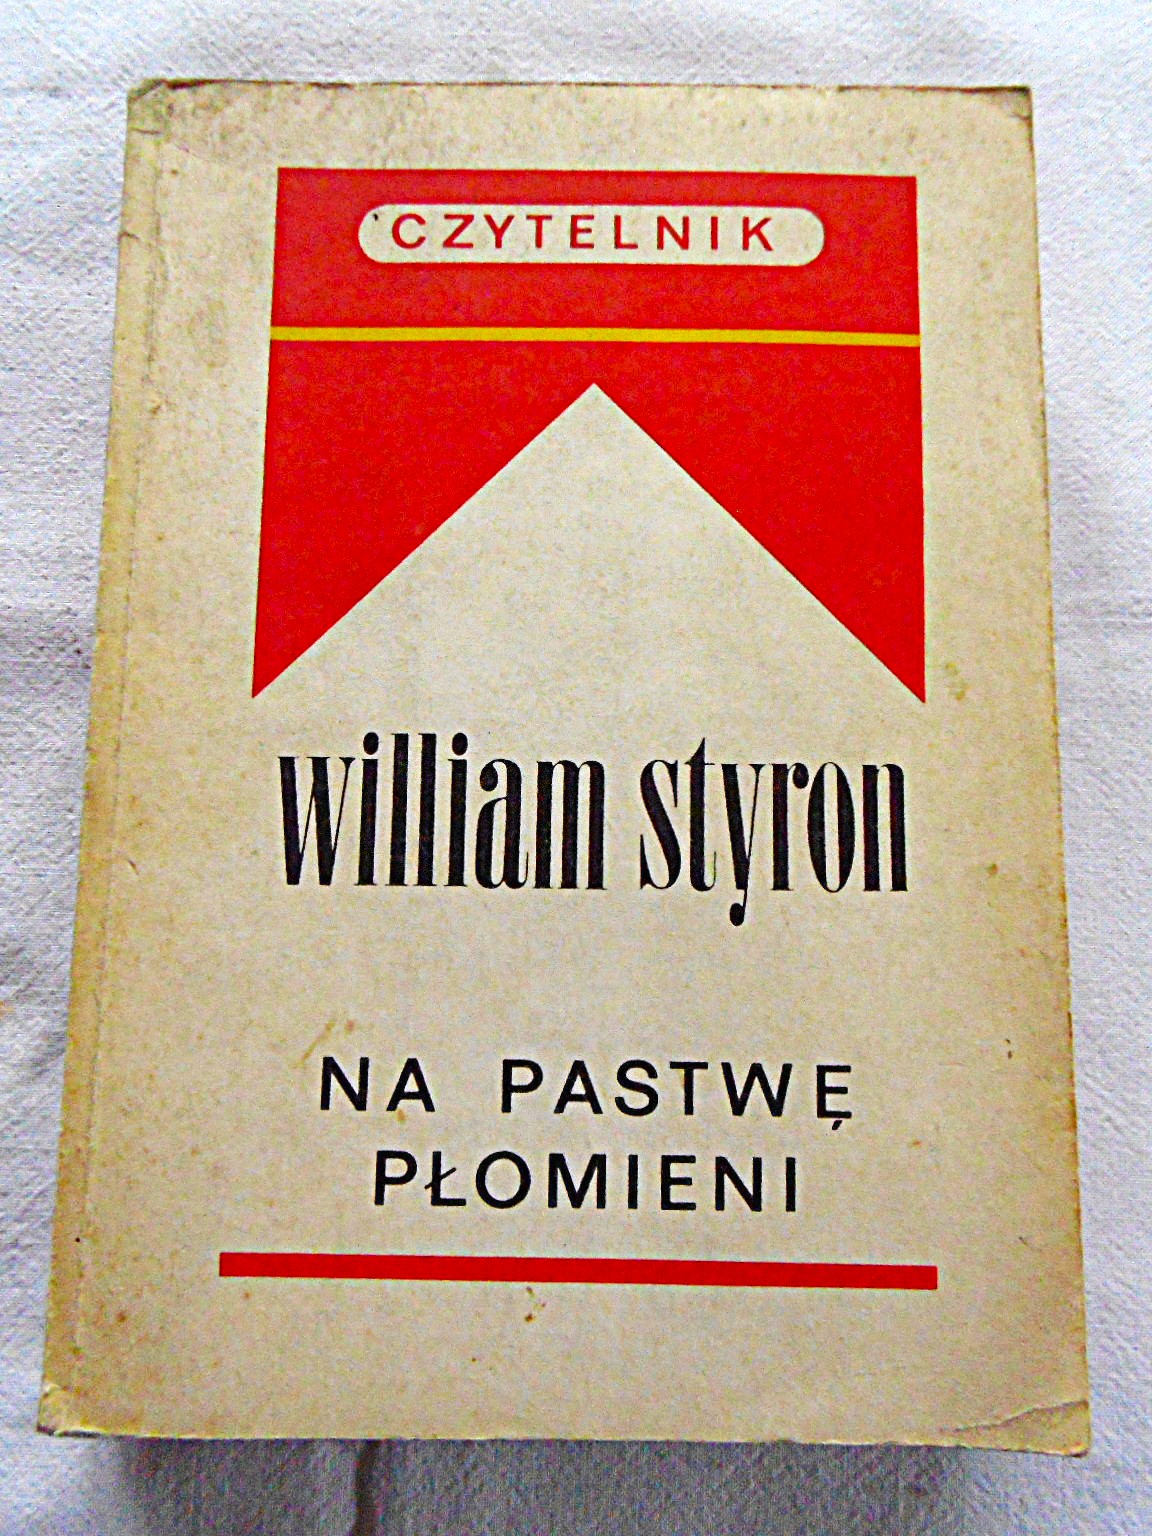 CZYTELNIK
william styron
NA PASTWĘ
PŁOMIENI